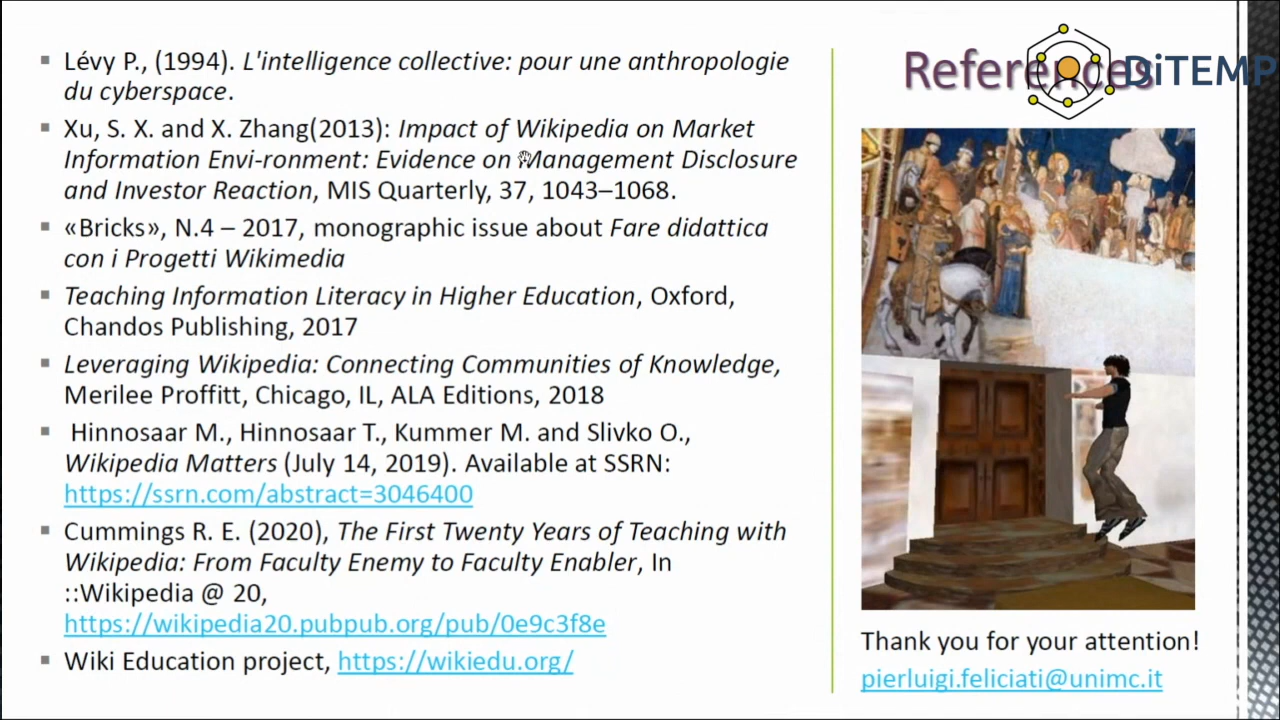 Lévy P., (1994). L'intelligence collective: pour une anthropologie
du cyberspace.
Xu, S. X. and X. Zhang(2013): Impact of Wikipedia on Market
Information Envi-ronment: Evidence on Management Disclosure
and Investor Reaction, MIS Quarterly, 37, 1043–1068.
«Bricks», N.4 – 2017, monographic issue about Fare didattica
con i Progetti Wikimedia
Teaching Information Literacy in Higher Education, Oxford,
Chandos Publishing, 2017
Leveraging Wikipedia: Connecting Communities of Knowledge,
Merilee Proffitt, Chicago, IL, ALA Editions, 2018
Hinnosaar M., Hinnosaar T., Kummer M. and Slivko O.,
Wikipedia Matters (July 14, 2019). Available at SSRN:
https://ssrn.com/abstract=3046400
Cummings R. E. (2020), The First Twenty Years of Teaching with
Wikipedia: From Faculty Enemy to Faculty Enabler, In
::Wikipedia @ 20,
https://wikipedia20.pubpub.org/pub/0e9c3f8e
Wiki Education project, https://wikiedu.org/
References
DiTEMP
Thank you for your attention!
pierluigi.feliciati@unimc.it